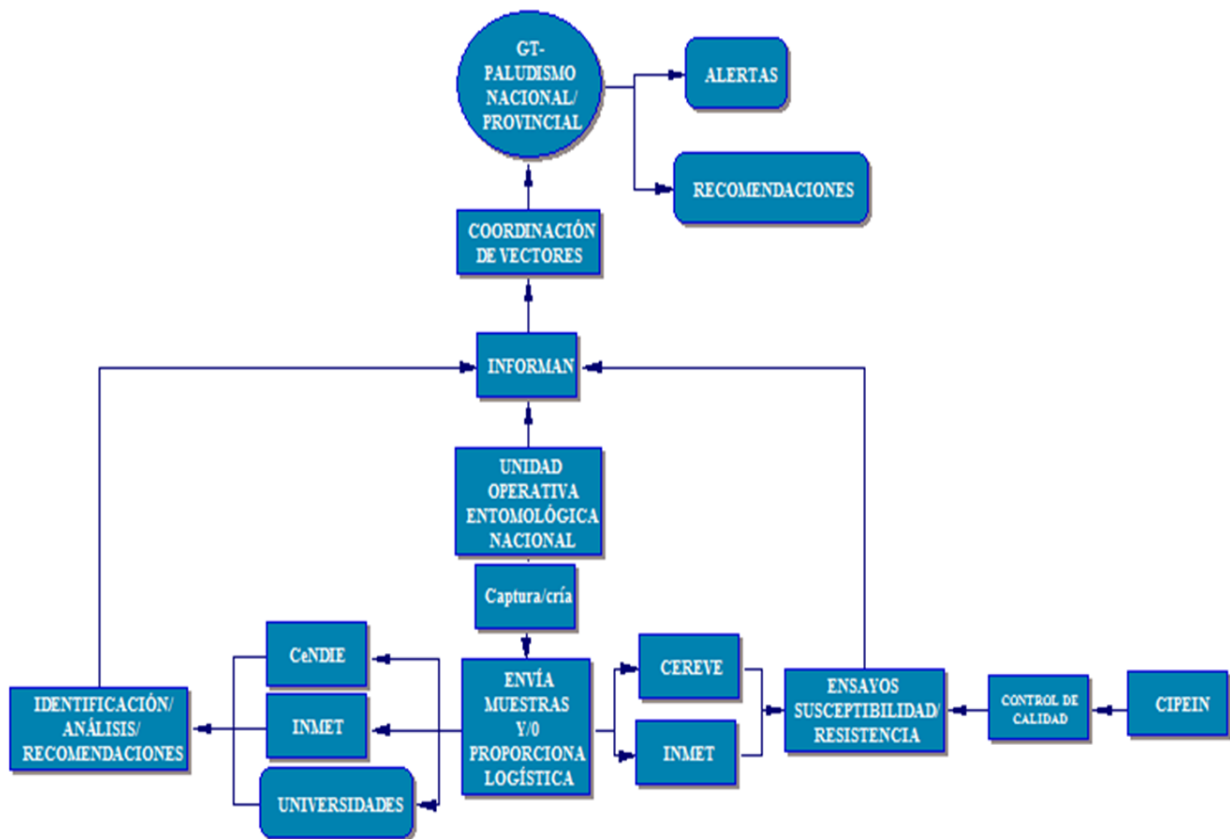 GT-
PALUDISMO
NACIONAL/
PROVINCIAL
ALERTAS
RECOMENDACIONES
COORDINACIÓN
DE VECTORES
INFORMAN
UNIDAD
OPERATIVA
ENTOMOLÓGICA
NACIONAL
Captura/cría
CeNDIE
INMET
UNIVERSIDADES
IDENTIFICACIÓN/
ANÁLISIS/
RECOMENDACIONES
ENVÍA
MUESTRAS
Y/0
PROPORCIONA
LOGÍSTICA
CEREVE
INMET
ENSAYOS
SUSCEPTIBILIDAD/
RESISTENCIA
CONTROL DE
CALIDAD
CIPEIN